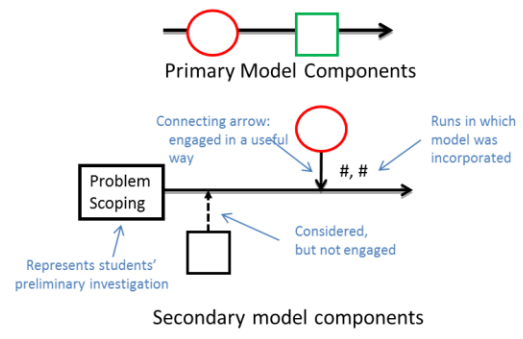 Primary Model Components
Connecting arrow:
engaged in a useful
way
Runs in which
model was
incorporated
#, #
Problem
Scoping
Considered,
but not engaged
Represents students'
preliminary investigation
Secondary model components